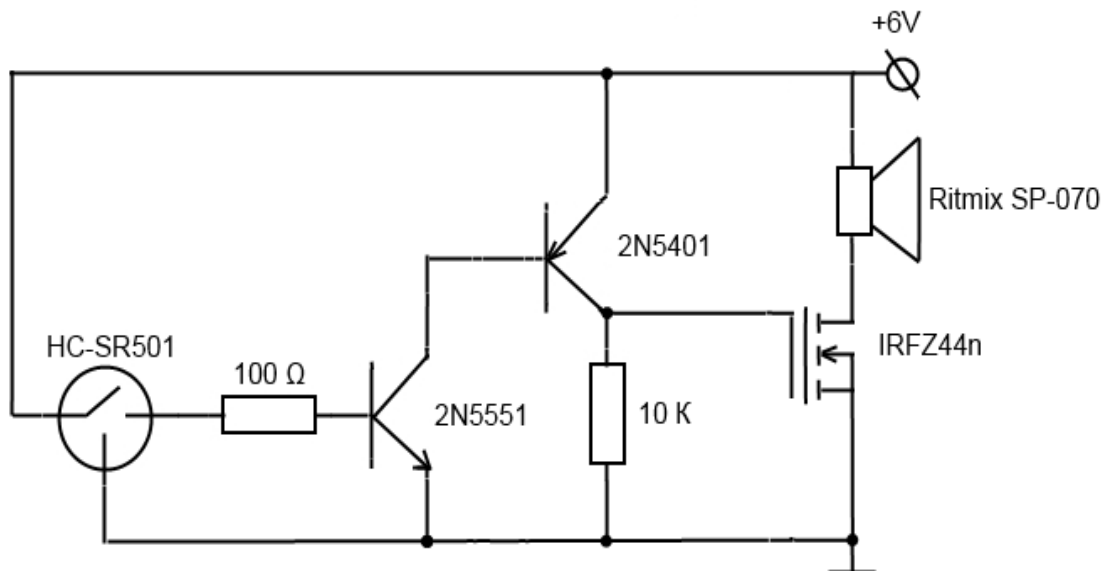 +6V
Ritmix SP-070
2N5401
HC-SR501
IRFZ44n
100 Ω
2N5551
10 K